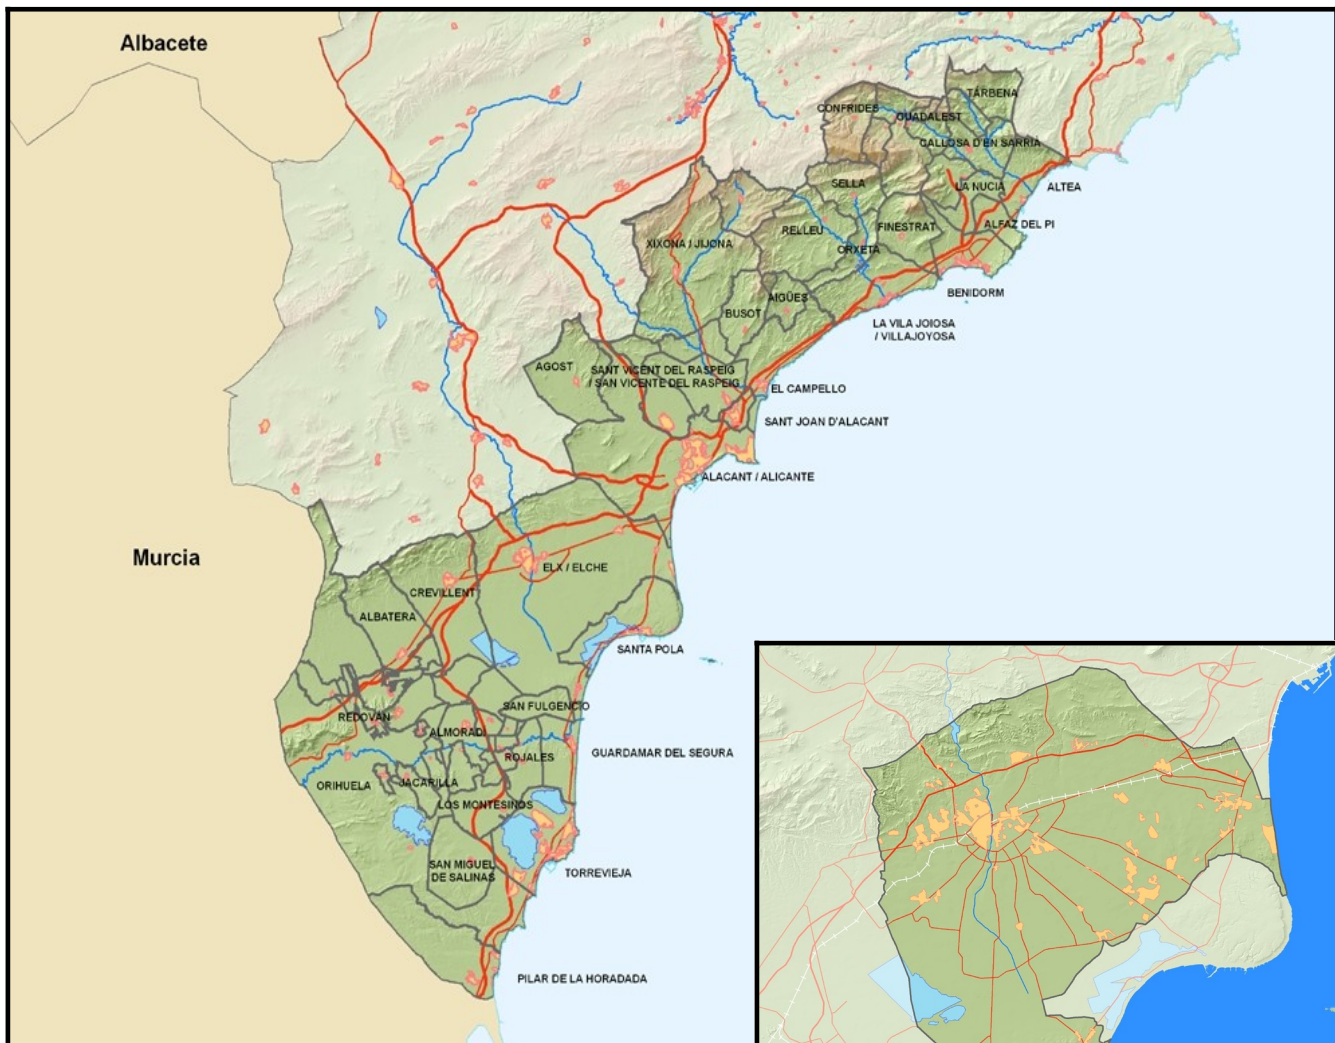 Albacete
TÀRBENA
CONFRIDES
GUADALEST
CALLOSA D'EN SARRIÀ
SELLA
LA NUCIA
ALTEA
RELLEU
FINESTRAT
ALFAZ DEL PI
XIXONA / JIJONA
ORXETA
BENIDORM
AIGÜES
BUSOT
LA VILA JOIOSA
/ VILLAJOYOSA
AGOST
SANT VICENT DEL RASPEIG
/ SAN VICENTE DEL RASPEIG
EL CAMPELLO
SANT JOAN D'ALACANT
ALACANT / ALICANTE
Murcia
ELX / ELCHE
CREVILLENT
ALBATERA
SANTA POLA
SAN FULGENCIO
REDOVÁN
ALMORADÍ
GUARDAMAR DEL SEGURA
ROJALES
ORIHUELA
JACARILLA
LOS MONTESINOS
SAN MIGUEL
DE SALINAS
TORREVIEJA
PILAR DE LA HORADADA